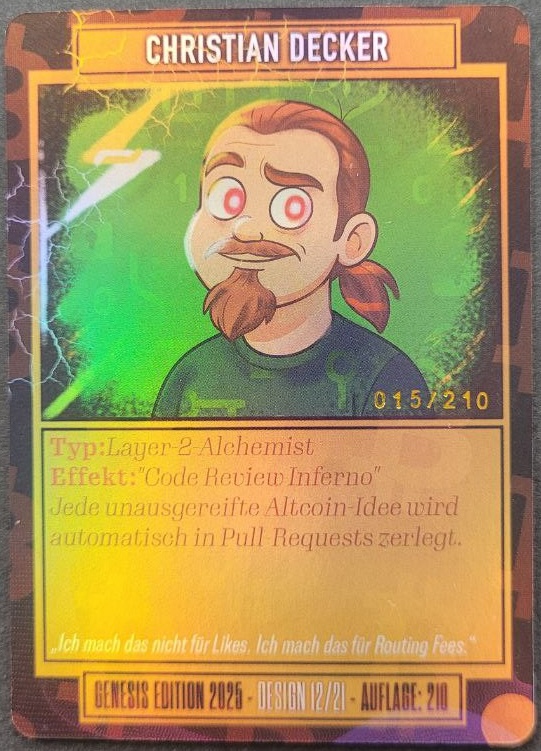 CHRISTIAN DECKER
015/210
Typ:Layer-2-Alchemist
Effekt:"Code Review Inferno"
Jede unausgereifte Altcoin-Idee wird
automatisch in Pull-Requests zerlegt.
„Ich mach das nicht für Likes. Ich mach das für Routing Fees.“
GENESIS EDITION 2025 - DESIGN 12/21 - AUFLAGE: 210